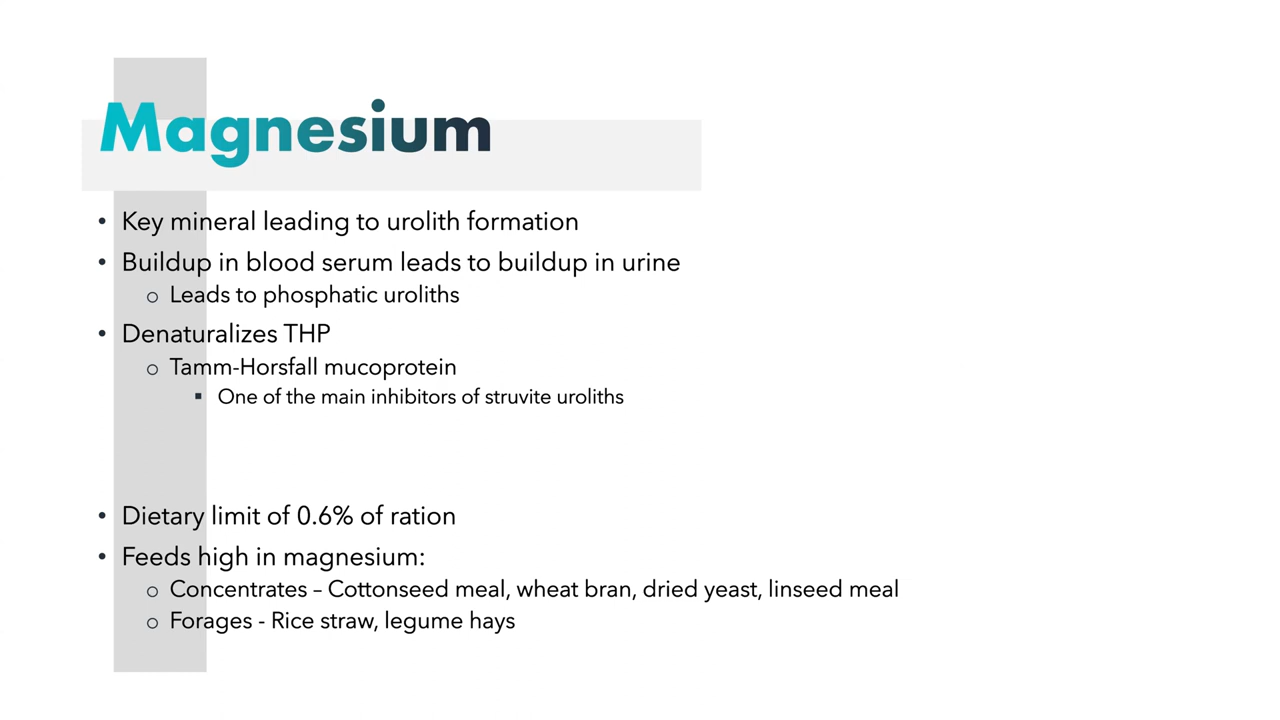 Magnesium
• Key mineral leading to urolith formation
• Buildup in blood serum leads to buildup in urine
o Leads to phosphatic uroliths
• Denaturalizes THP
o Tamm-Horsfall mucoprotein
▪ One of the main inhibitors of struvite uroliths
• Dietary limit of 0.6% of ration
• Feeds high in magnesium:
o Concentrates – Cottonseed meal, wheat bran, dried yeast, linseed meal
o Forages - Rice straw, legume hays